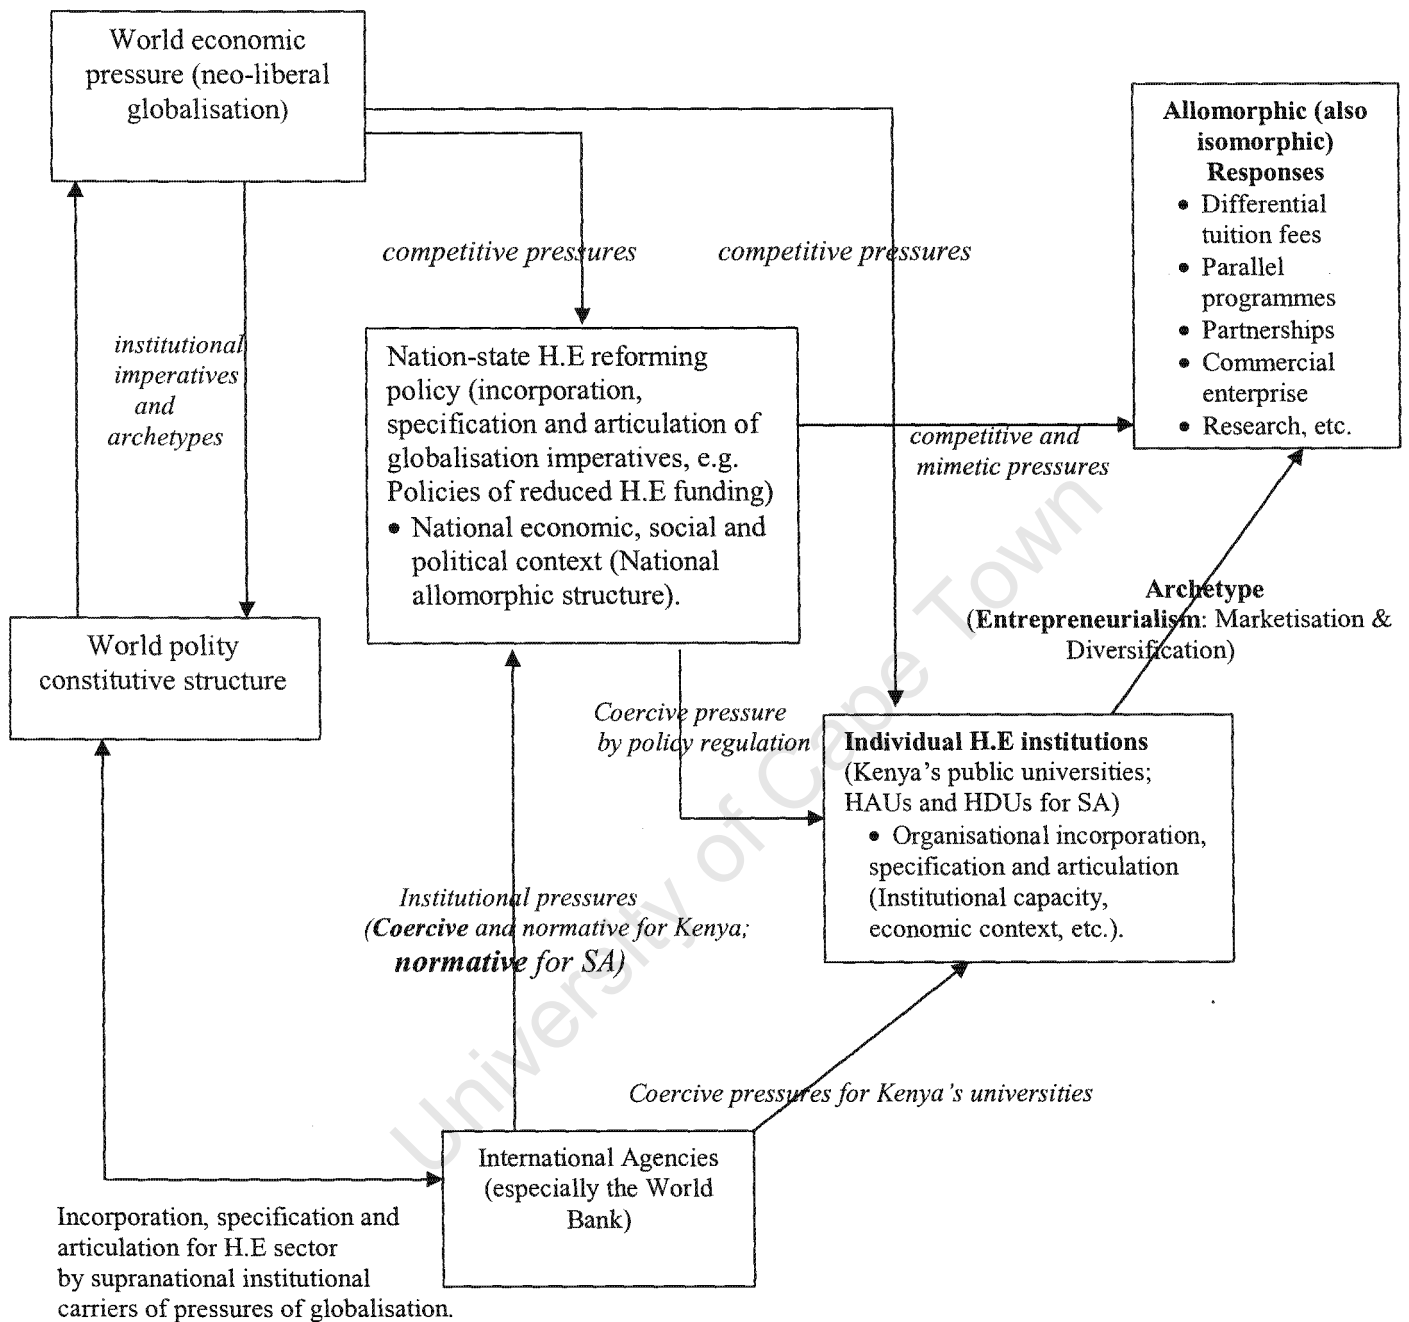 World economic
pressure (neo-liberal
globalisation)
Allomorphic (also
isomorphic)
Responses
• Differential
tuition fees
• Parallel
programmes
• Partnerships
• Commercial
enterprise
• Research, etc.
competitive pressures
competitive pressures
institutional
imperatives
and
archetypes
Nation-state H.E reforming
policy (incorporation,
specification and articulation of
globalisation imperatives, e.g.
Policies of reduced H.E funding)
• National economic, social and
political context (National
allomorphic structure).
competitive and
mimetic pressures
Archetype
(Entrepreneurialism: Marketisation &
Diversification)
World polity
constitutive structure
Coercive pressure
by policy regulation
Individual H.E institutions
(Kenya's public universities;
HAUs and HDUs for SA)
• Organisational incorporation,
specification and articulation
(Institutional capacity,
economic context, etc.).
Institutional pressures
(Coercive and normative for Kenya;
normative for SA)
Coercive pressures for Kenya's universities
International Agencies
(especially the World
Bank)
Incorporation, specification and
articulation for H.E sector
by supranational institutional
carriers of pressures of globalisation.
University of Cape Town